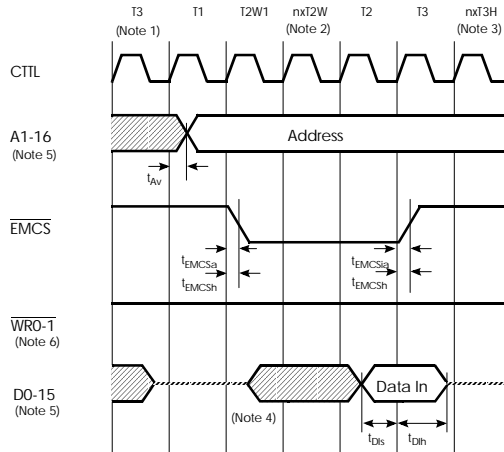 T3 T1 T2W1 nxT2W T2 T3 nxT3H
(Note 1) (Note 2) (Note 3)
CTTL
A1-16
(Note 5)
Address
tAv
EMCS
tEMCSa
tEMCSh
tEMCSia
tEMCSh
WR0-1
(Note 6)
D0-15
(Note 5)
Data In
(Note 4)
tDIs
tDIh